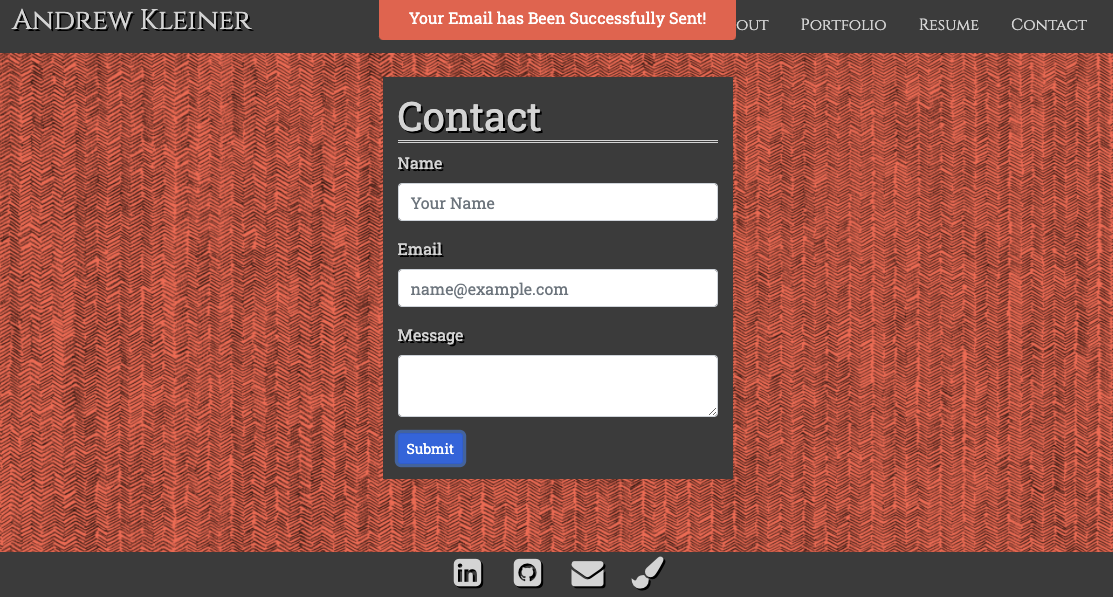 Andrew Kleiner
Your Email has Been Successfully Sent!
out
Portfolio
Resume
Contact
Contact
Name
Your Name
Email
name@example.com
Message
Submit
in